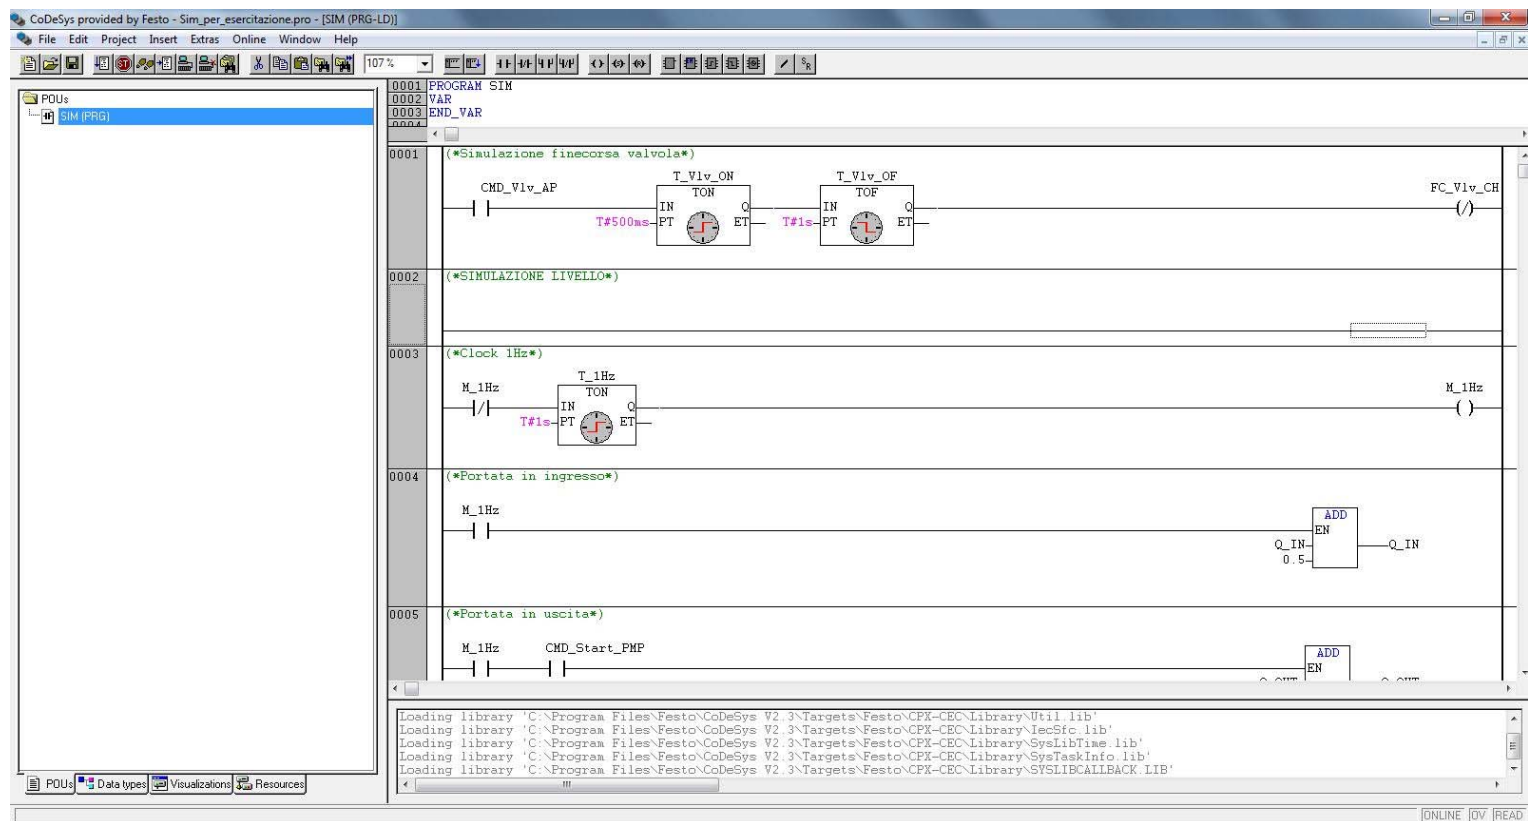 CoDeSys provided by Festo - Sim_per_esercitazione.pro - [SIM (PRG-LD)]
File Edit Project Insert Extras Online Window Help
107 %
POUs
SIM (PRG)
0001 PROGRAM SIM
0002 VAR
0003 END_VAR
0004
0001 (*Simulazione finecorsa valvola*)
T_Vlv_ON T_Vlv_OF
CMD_Vlv_AP TON TOF FC_Vlv_CH
IN Q IN Q
T#500ms PT ET T#1s PT ET
0002 (*SIMULAZIONE LIVELLO*)
0003 (*Clock 1Hz*)
T_1Hz
M_1Hz TON M_1Hz
IN Q
T#1s PT ET
0004 (*Portata in ingresso*)
M_1Hz ADD
EN
Q_IN Q_IN
0.5
0005 (*Portata in uscita*)
M_1Hz CMD_Start_PMP ADD
EN
Q_OUT Q_OUT
Loading library 'C:\Program Files\Festo\CoDeSys V2.3\Targets\Festo\CPX-CEC\Library\Util.lib'
Loading library 'C:\Program Files\Festo\CoDeSys V2.3\Targets\Festo\CPX-CEC\Library\IecSfc.lib'
Loading library 'C:\Program Files\Festo\CoDeSys V2.3\Targets\Festo\CPX-CEC\Library\SysLibTime.lib'
Loading library 'C:\Program Files\Festo\CoDeSys V2.3\Targets\Festo\CPX-CEC\Library\SysTaskInfo.lib'
Loading library 'C:\Program Files\Festo\CoDeSys V2.3\Targets\Festo\CPX-CEC\Library\SYSLIBCALLBACK.LIB'
POUs Data types Visualizations Resources
ONLINE OV READ